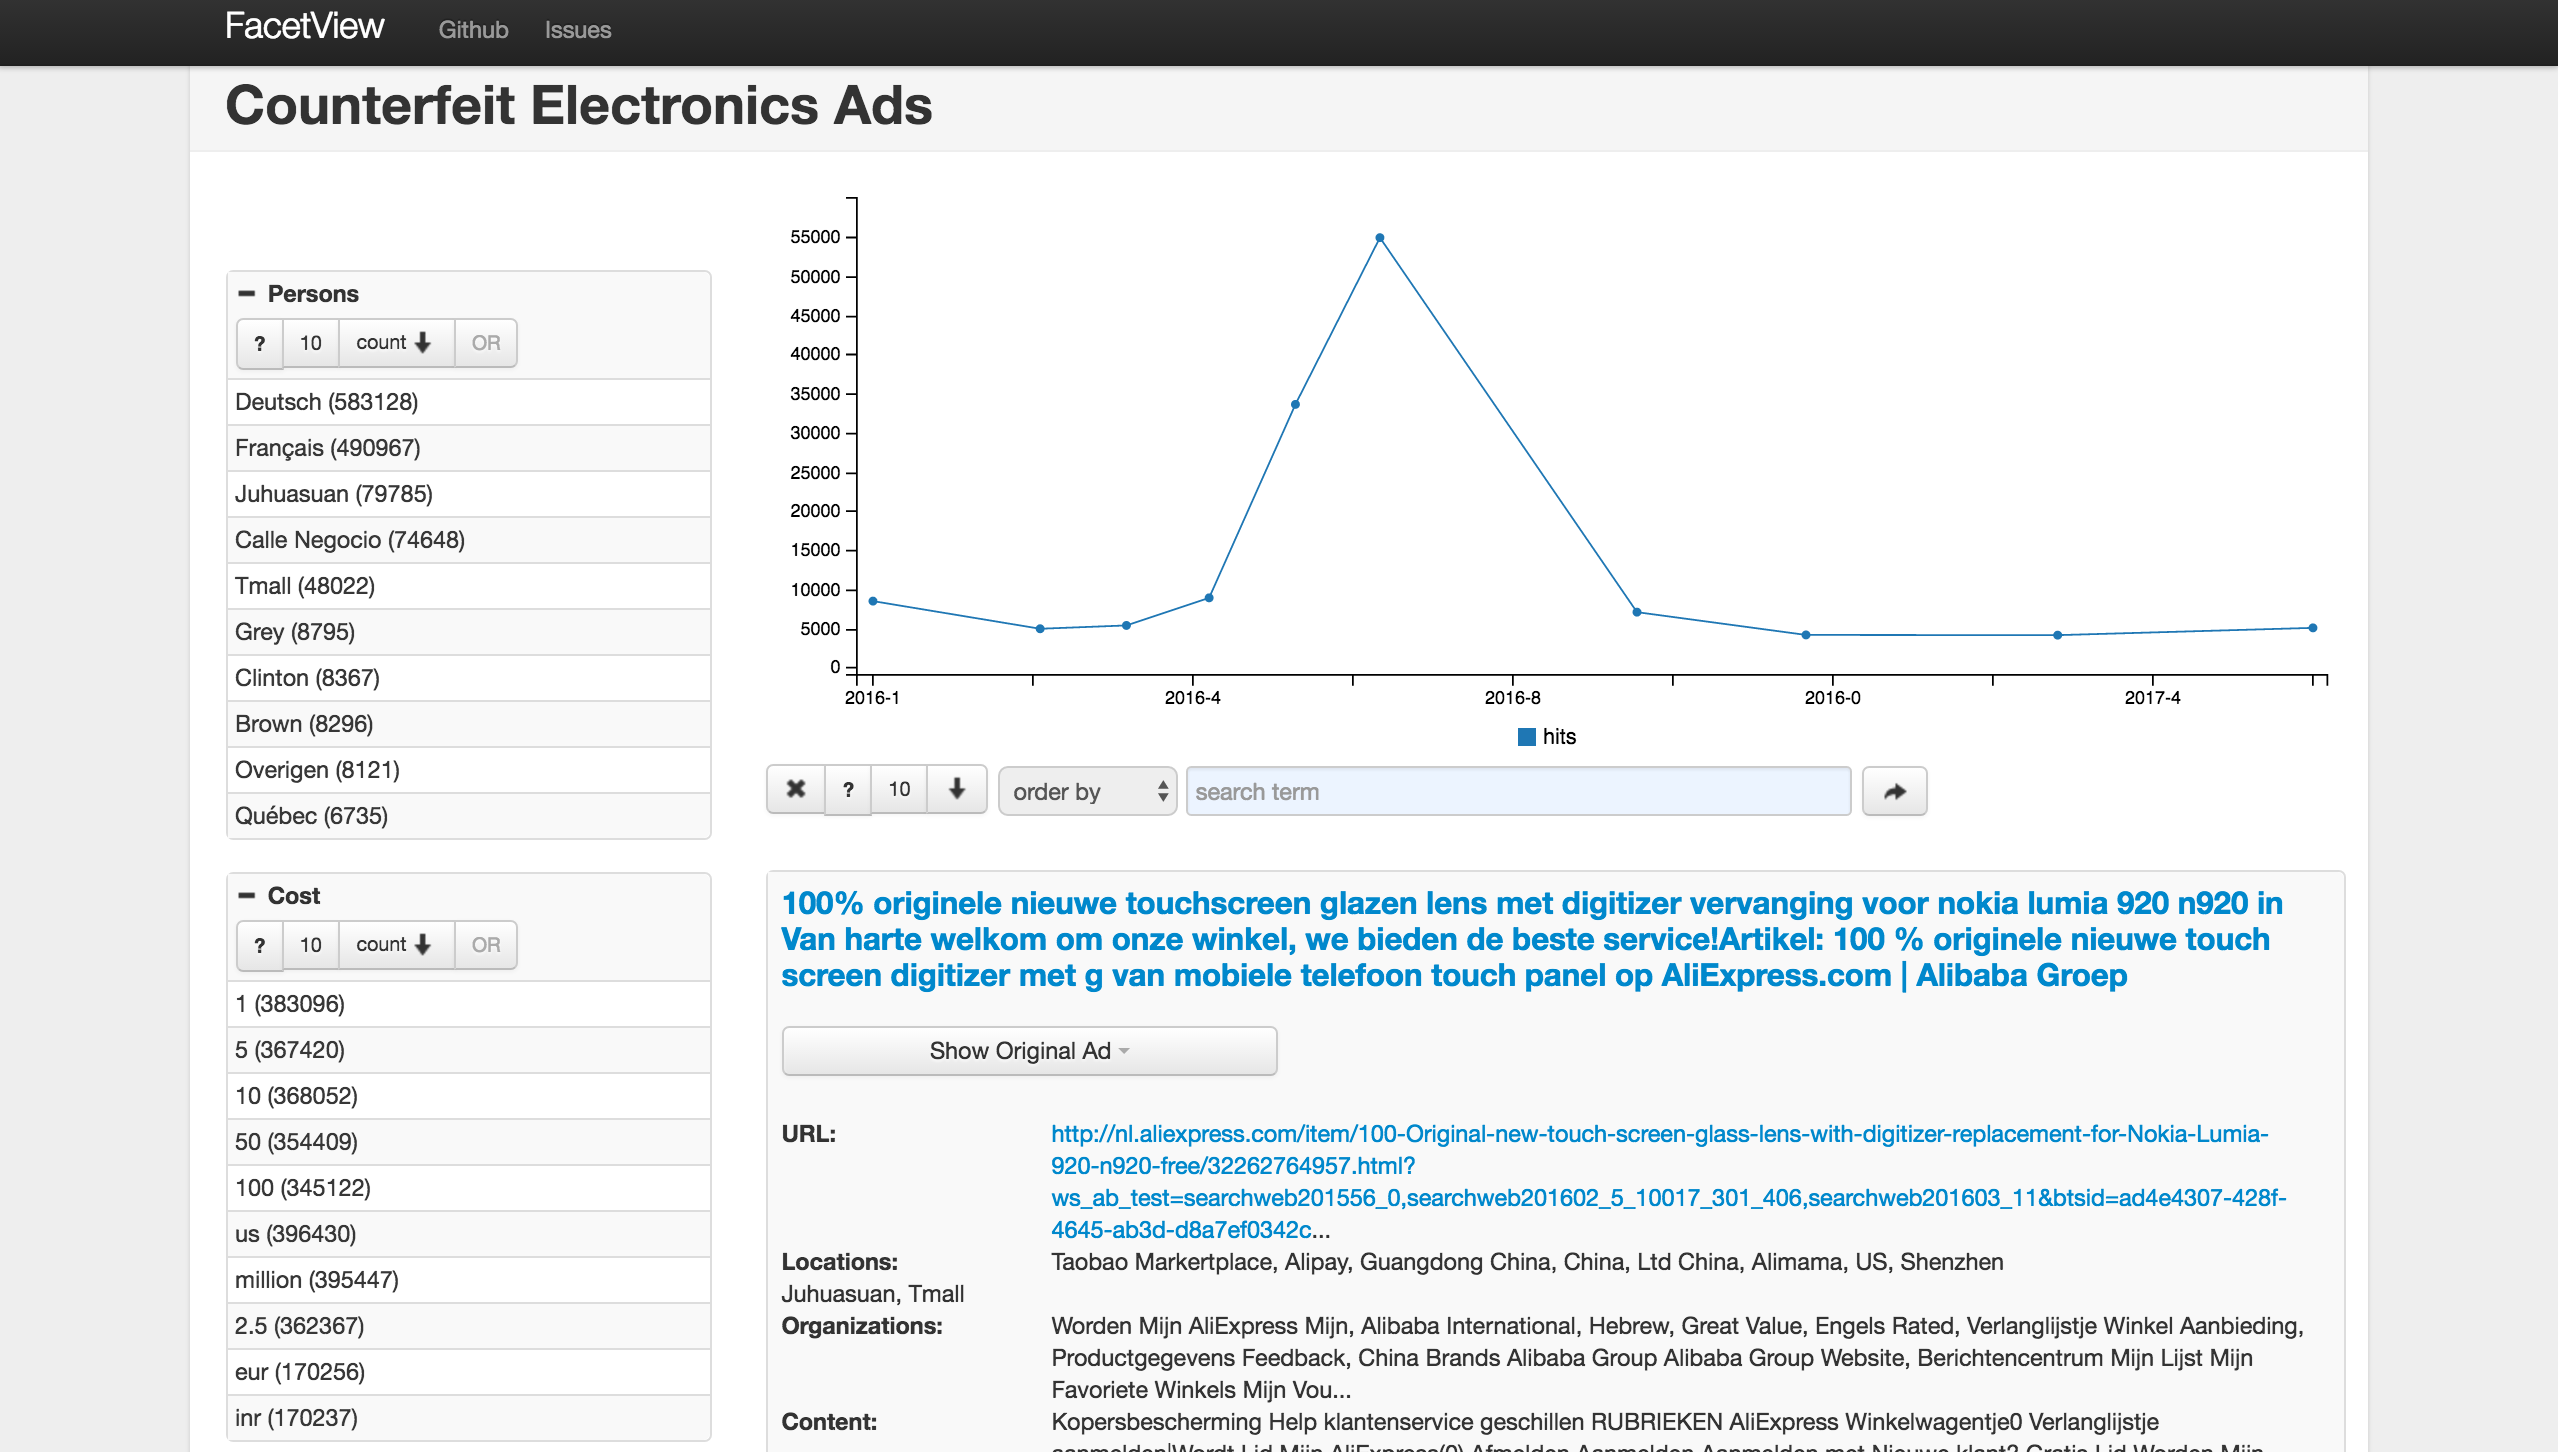 FacetView Github Issues
Counterfeit Electronics Ads
Persons
? 10 count OR
Deutsch (583128)
Français (490967)
Juhuasuan (79785)
Calle Negocio (74648)
Tmall (48022)
Grey (8795)
Clinton (8367)
Brown (8296)
Overigen (8121)
Québec (6735)
Cost
? 10 count OR
1 (383096)
5 (367420)
10 (368052)
50 (354409)
100 (345122)
us (396430)
million (395447)
2.5 (362367)
eur (170256)
inr (170237)
55000
50000
45000
40000
35000
30000
25000
20000
15000
10000
5000
0
2016-1 2016-4 2016-8 2016-0 2017-4
hits
? 10 order by search term
100% originele nieuwe touchscreen glazen lens met digitizer vervanging voor nokia lumia 920 n920 in
Van harte welkom om onze winkel, we bieden de beste service!Artikel: 100 % originele nieuwe touch
screen digitizer met g van mobiele telefoon touch panel op AliExpress.com | Alibaba Groep
Show Original Ad
URL: http://nl.aliexpress.com/item/100-Original-new-touch-screen-glass-lens-with-digitizer-replacement-for-Nokia-Lumia-
920-n920-free/32262764957.html?
ws_ab_test=searchweb201556_0,searchweb201602_5_10017_301_406,searchweb201603_11&btsid=ad4e4307-428f-
4645-ab3d-d8a7ef0342c...
Locations: Taobao Markertplace, Alipay, Guangdong China, China, Ltd China, Alimama, US, Shenzhen
Juhuasuan, Tmall
Organizations: Worden Mijn AliExpress Mijn, Alibaba International, Hebrew, Great Value, Engels Rated, Verlanglijstje Winkel Aanbieding,
Productgegevens Feedback, China Brands Alibaba Group Alibaba Group Website, Berichtencentrum Mijn Lijst Mijn
Favoriete Winkels Mijn Vou...
Content: Kopersbescherming Help klantenservice geschillen RUBRIEKEN AliExpress Winkelwagentje0 Verlanglijstje